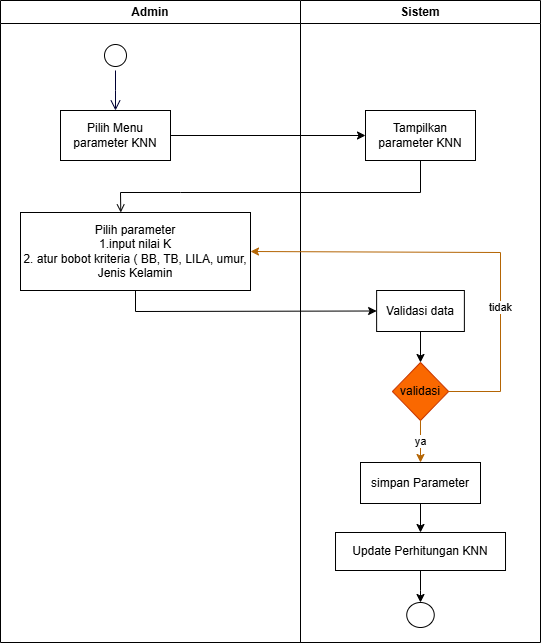 Admin
Sistem
Pilih Menu
parameter KNN
Tampilkan
parameter KNN
Pilih parameter
1.input nilai K
2. atur bobot kriteria ( BB, TB, LILA, umur,
Jenis Kelamin
Validasi data
tidak
validasi
ya
simpan Parameter
Update Perhitungan KNN